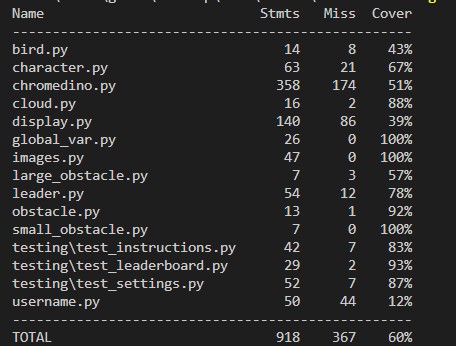 Name Stmts Miss Cover
----------------------------------------------------
bird.py 14 8 43%
character.py 63 21 67%
chromedino.py 358 174 51%
cloud.py 16 2 88%
display.py 140 86 39%
global_var.py 26 0 100%
images.py 47 0 100%
large_obstacle.py 7 3 57%
leader.py 54 12 78%
obstacle.py 13 1 92%
small_obstacle.py 7 0 100%
testing\test_instructions.py 42 7 83%
testing\test_leaderboard.py 29 2 93%
testing\test_settings.py 52 7 87%
username.py 50 44 12%
----------------------------------------------------
TOTAL 918 367 60%